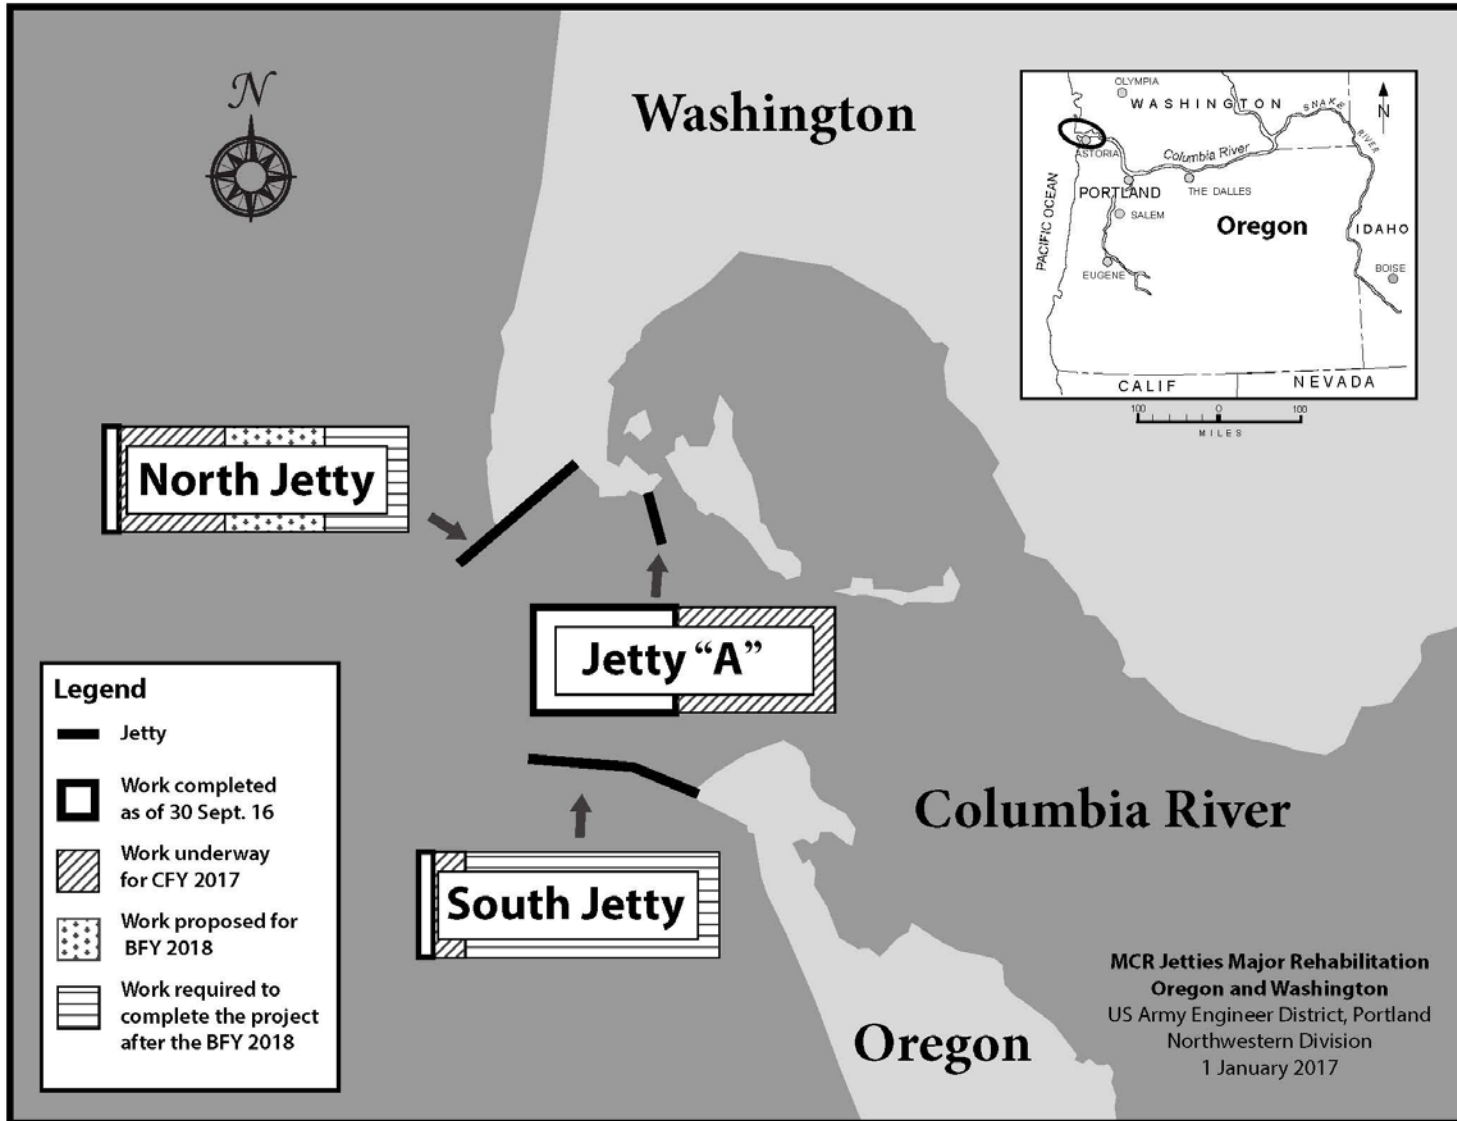 N
Washington
OLYMPIA
WASHINGTON
SNAKE
RIVER
N
ASTORIA
Columbia River
PORTLAND
THE DALLES
SALEM
Oregon
IDAHO
PACIFIC OCEAN
EUGENE
BOISE
CALIF
NEVADA
100 0 100
MILES
North Jetty
Jetty “A”
South Jetty
Columbia River
Oregon
Legend
Jetty
Work completed
as of 30 Sept. 16
Work underway
for CFY 2017
Work proposed for
BFY 2018
Work required to
complete the project
after the BFY 2018
MCR Jetties Major Rehabilitation
Oregon and Washington
US Army Engineer District, Portland
Northwestern Division
1 January 2017